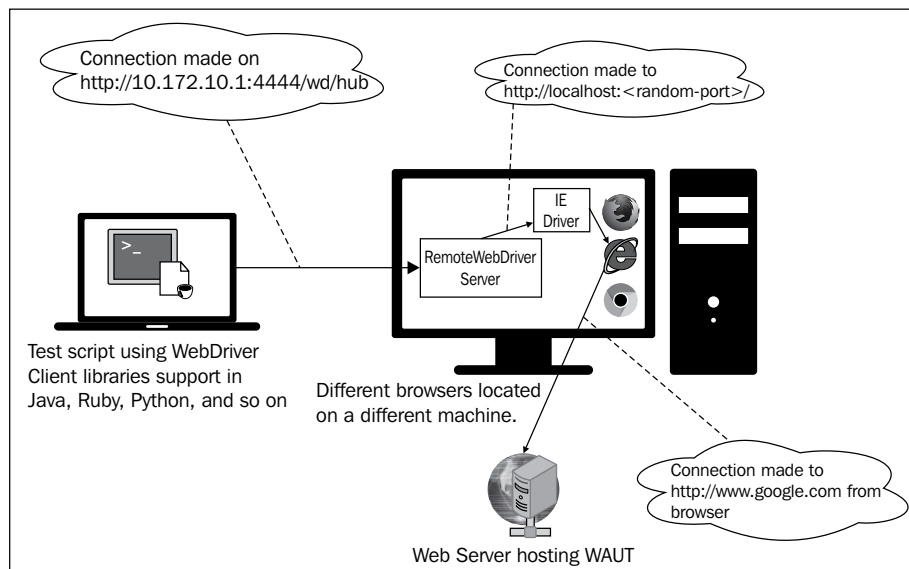 Connection made on
http://10.172.10.1:4444/wd/hub
Connection made to
http://localhost:<random-port>/
IE
Driver
>_
RemoteWebDriver
Server
Test script using WebDriver
Client libraries support in
Java, Ruby, Python, and so on
Different browsers located
on a different machine.
Connection made to
http://www.google.com from
browser
Web Server hosting WAUT